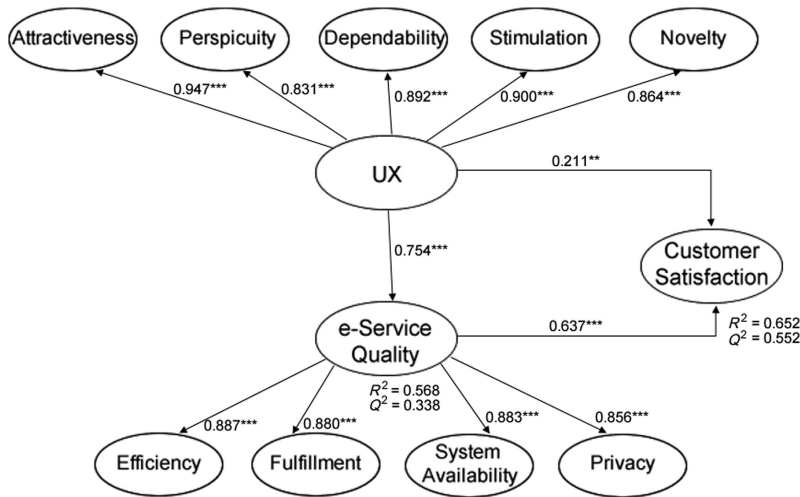 Attractiveness
Perspicuity
Dependability
Stimulation
Novelty
0.947***
0.831***
0.892***
0.900***
0.864***
UX
0.211**
0.754***
Customer
Satisfaction
e-Service
Quality
0.637***
R² = 0.652
Q² = 0.552
R² = 0.568
Q² = 0.338
0.887***
0.880***
0.883***
0.856***
Efficiency
Fulfillment
System
Availability
Privacy